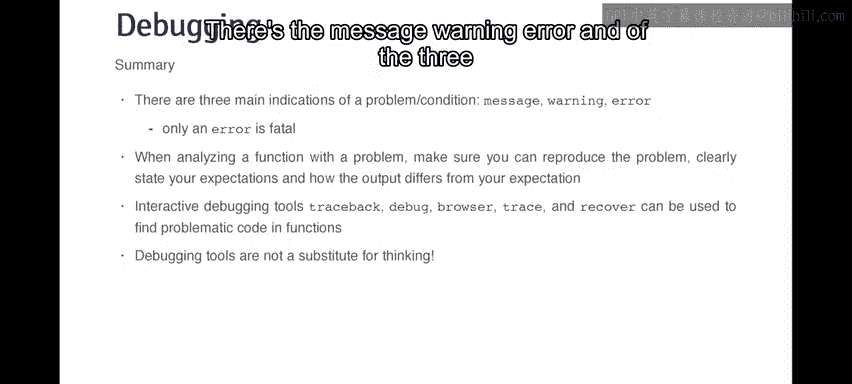 Debugging
There's the message warning error and of
the three
Summary
· There are three main indications of a problem/condition: message, warning, error
- only an error is fatal
· When analyzing a function with a problem, make sure you can reproduce the problem, clearly
state your expectations and how the output differs from your expectation
· Interactive debugging tools traceback, debug, browser, trace, and recover can be used to
find problematic code in functions
· Debugging tools are not a substitute for thinking!